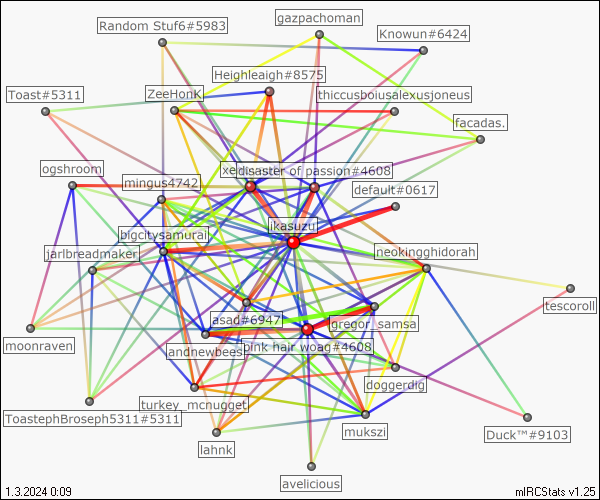 gazpachoman
Random Stuf6#5983
Knowun#6424
Heighleaigh#8575
Toast#5311
ZeeHonK
thiccusboiusalexusjoneus
facadas.
ogshroom
disaster of passion#4608
mingus4742
default#0617
ikasuzu
bigcitysamurai
jarlbreadmaker
neokingghidorah
tescoroll
asad#6947
gregor_samsa
moonraven
andnewbees
pink hair woag#4608
doggerdig
turkey_mcnugget
ToastephBroseph5311#5311
mukszi
Duck™#9103
lahnk
avelicious
1.3.2024 0:09
mIRCStats v1.25